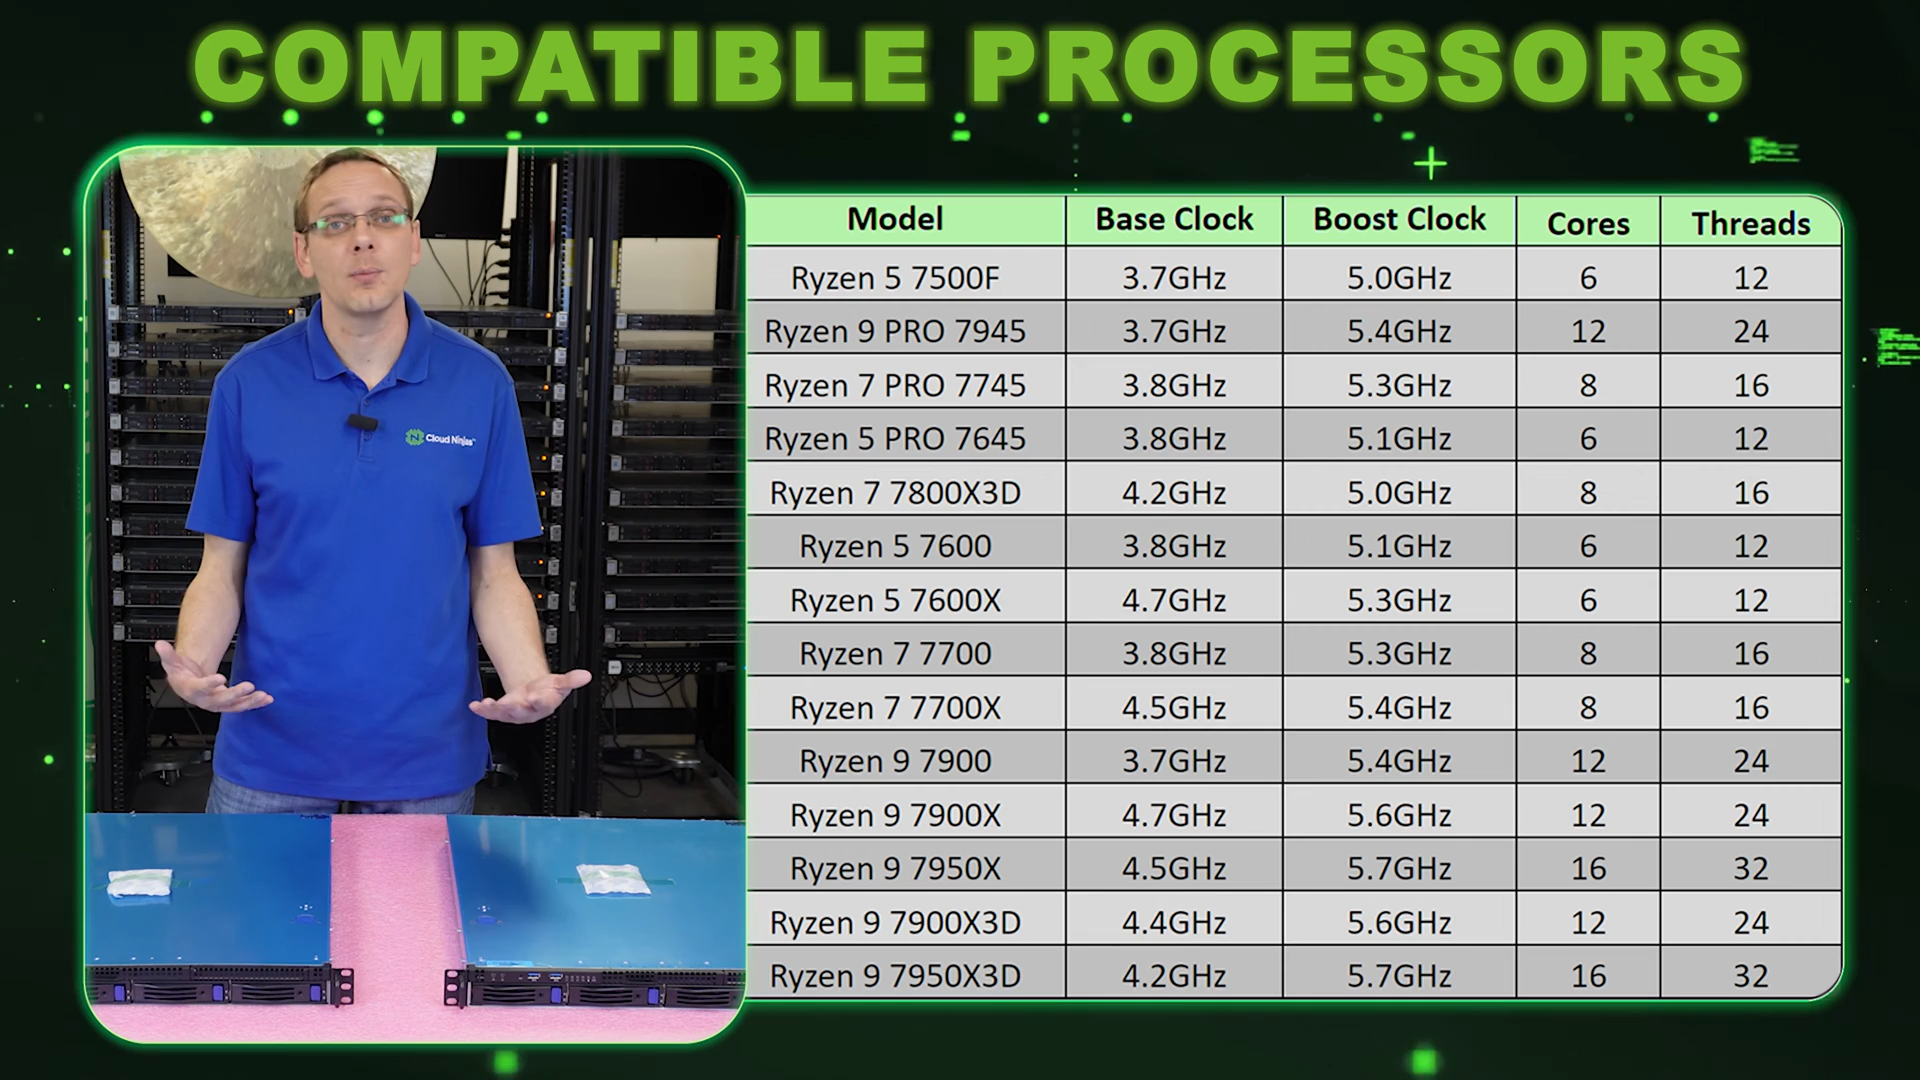 COMPATIBLE PROCESSORS
Cloud Ninjas
Model Base Clock Boost Clock Cores Threads
Ryzen 5 7500F 3.7GHz 5.0GHz 6 12
Ryzen 9 PRO 7945 3.7GHz 5.4GHz 12 24
Ryzen 7 PRO 7745 3.8GHz 5.3GHz 8 16
Ryzen 5 PRO 7645 3.8GHz 5.1GHz 6 12
Ryzen 7 7800X3D 4.2GHz 5.0GHz 8 16
Ryzen 5 7600 3.8GHz 5.1GHz 6 12
Ryzen 5 7600X 4.7GHz 5.3GHz 6 12
Ryzen 7 7700 3.8GHz 5.3GHz 8 16
Ryzen 7 7700X 4.5GHz 5.4GHz 8 16
Ryzen 9 7900 3.7GHz 5.4GHz 12 24
Ryzen 9 7900X 4.7GHz 5.6GHz 12 24
Ryzen 9 7950X 4.5GHz 5.7GHz 16 32
Ryzen 9 7900X3D 4.4GHz 5.6GHz 12 24
Ryzen 9 7950X3D 4.2GHz 5.7GHz 16 32